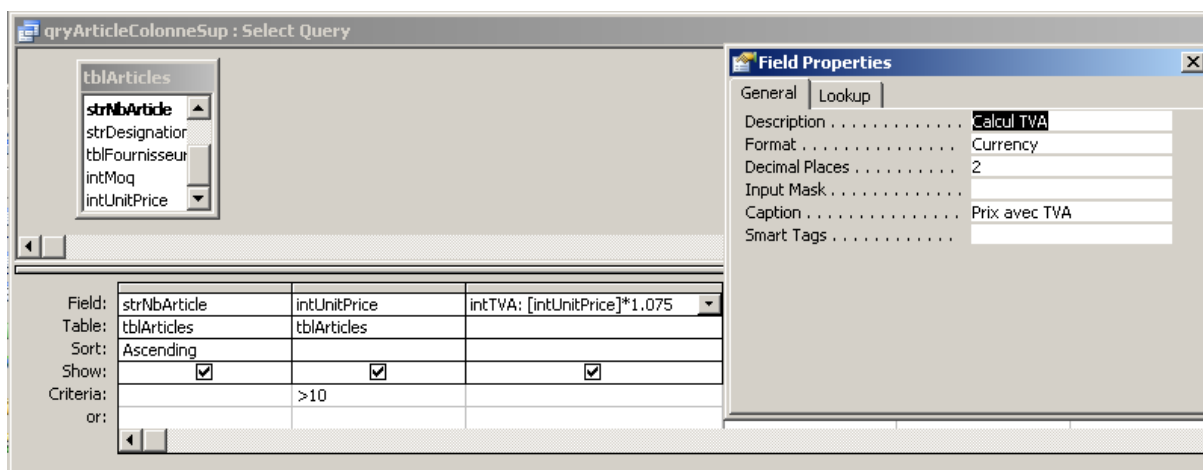 qryArticleColonneSup : Select Query
tblArticles
strNbArticle
strDesignation
tblFournisseur
intMoq
intUnitPrice
Field Properties
General Lookup
Description . . . . . . . . . . . . . Calcul TVA
Format . . . . . . . . . . . . . . . Currency
Decimal Places . . . . . . . . . . 2
Input Mask . . . . . . . . . . . . .
Caption . . . . . . . . . . . . . . . Prix avec TVA
Smart Tags . . . . . . . . . . . .
Field: strNbArticle intUnitPrice intTVA: [intUnitPrice]*1.075
Table: tblArticles tblArticles
Sort: Ascending
Show:
Criteria: >10
or: